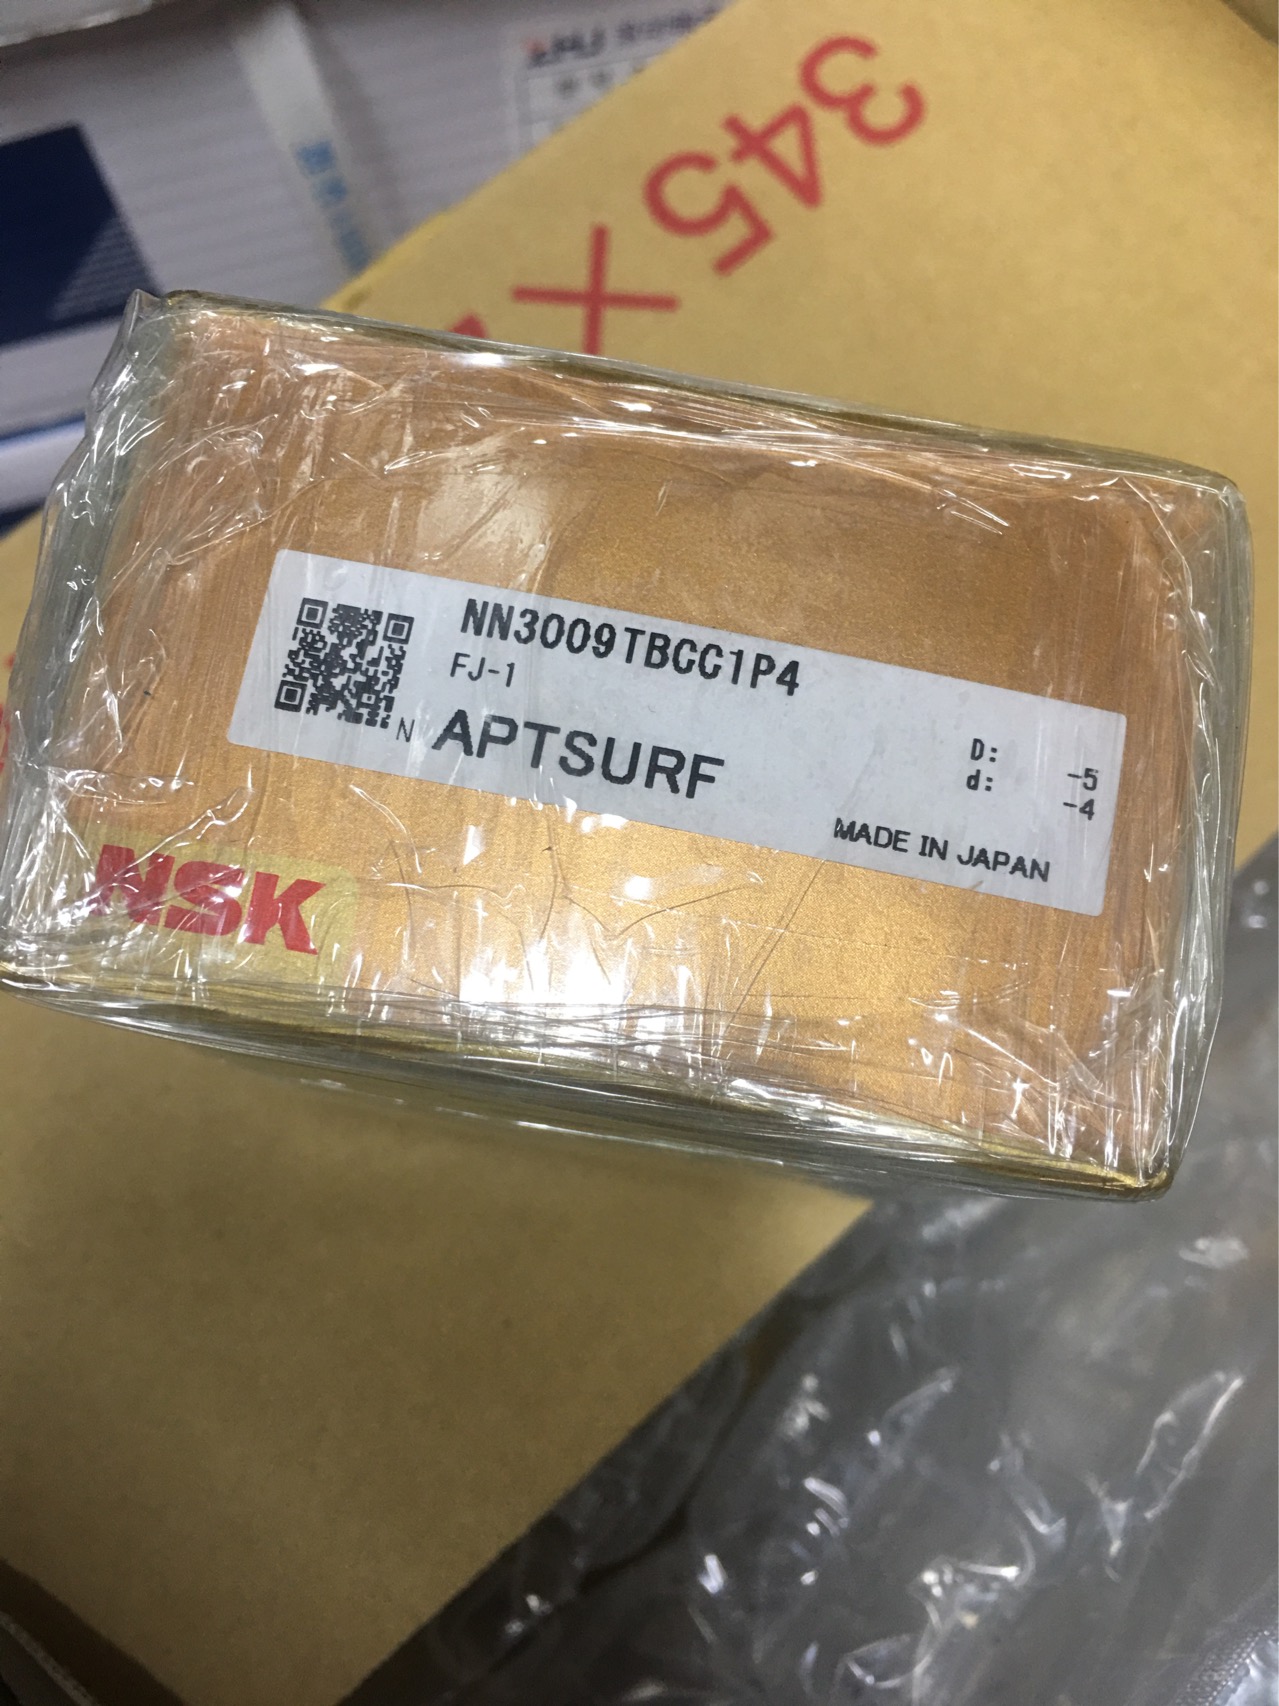 345
×
NN3009TBCC1P4
FJ-1
N APTSURF
D: -5
d: -4
MADE IN JAPAN
NSK